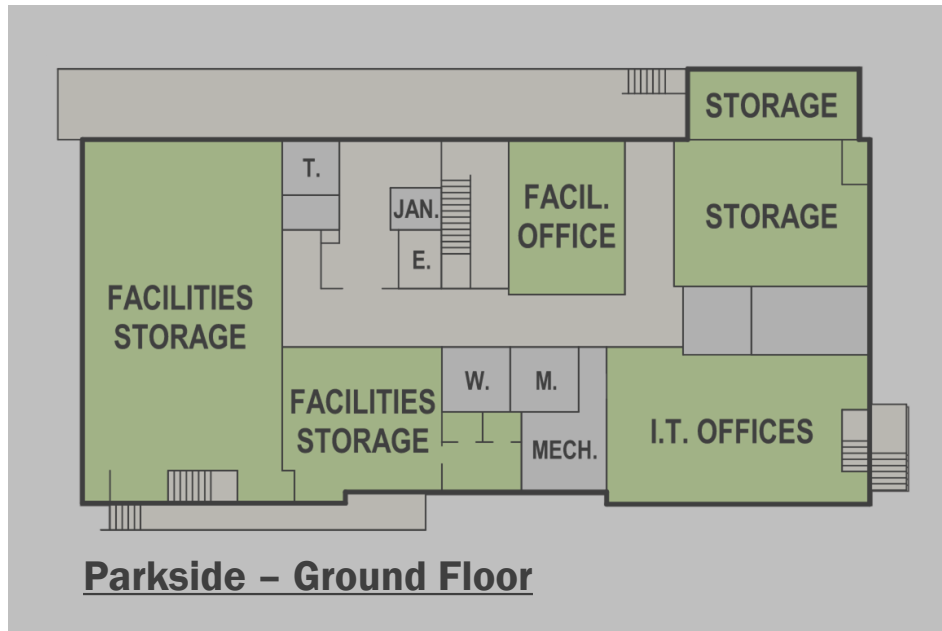 STORAGE
T.
JAN.
FACIL.
OFFICE
STORAGE
E.
FACILITIES
STORAGE
W.
M.
FACILITIES
STORAGE
I.T. OFFICES
MECH.
Parkside – Ground Floor